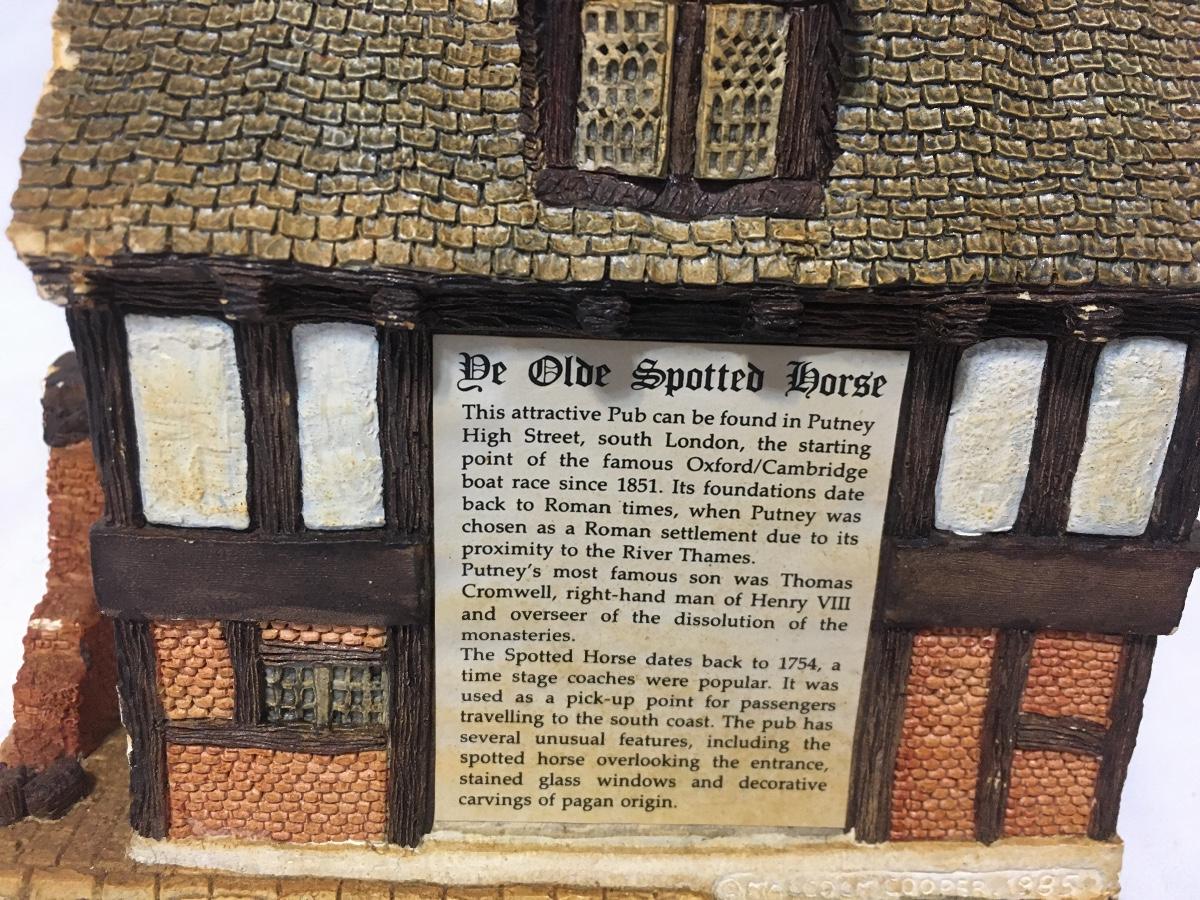 Ye Olde Spotted Horse
This attractive Pub can be found in Putney
High Street, south London, the starting
point of the famous Oxford/Cambridge
boat race since 1851. Its foundations date
back to Roman times, when Putney was
chosen as a Roman settlement due to its
proximity to the River Thames.
Putney's most famous son was Thomas
Cromwell, right-hand man of Henry VIII
and overseer of the dissolution of the
monasteries.
The Spotted Horse dates back to 1754, a
time stage coaches were popular. It was
used as a pick-up point for passengers
travelling to the south coast. The pub has
several unusual features, including the
spotted horse overlooking the entrance,
stained glass windows and decorative
carvings of pagan origin.
© MALCOLM COOPER. 1985